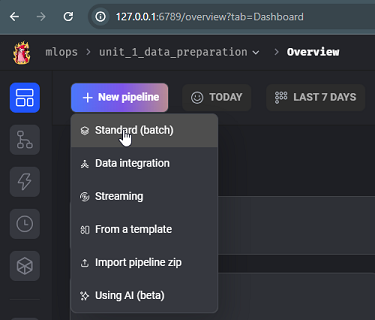 127.0.0.1:6789/overview?tab=Dashboard
mlops > unit_1_data_preparation > Overview
+ New pipeline TODAY LAST 7 DAYS
Standard (batch)
Data integration
Streaming
From a template
Import pipeline zip
Using AI (beta)